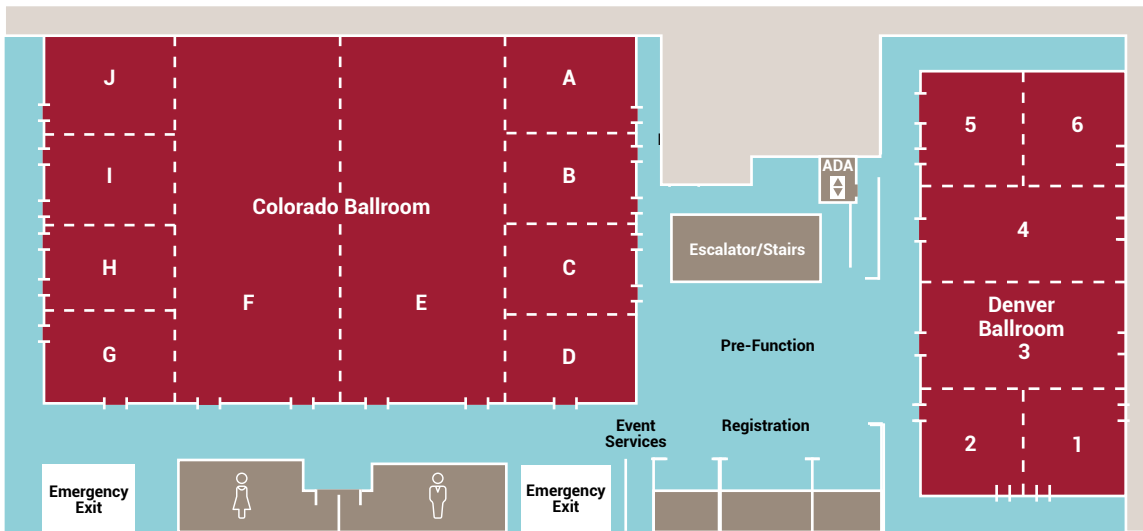 J
A
5
6
I
B
ADA
Colorado Ballroom
4
Escalator/Stairs
H
C
F
E
Denver
Ballroom
3
G
D
Pre-Function
Event
Services
Registration
2
1
Emergency
Exit
Emergency
Exit